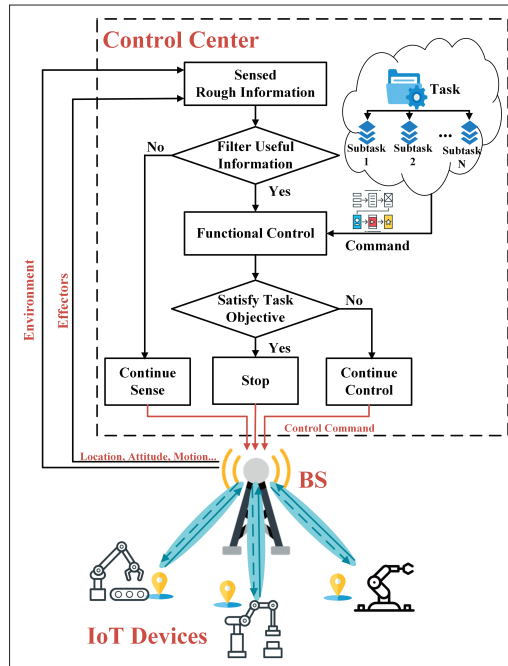 Control Center
Sensed
Rough Information
Task
Subtask
1
Subtask
2
...
Subtask
N
No
Filter Useful
Information
Yes
Functional Control
Command
Environment
Effectors
Satisfy Task
Objective
No
Yes
Continue
Sense
Stop
Continue
Control
Control Command
Location, Attitude, Motion...
BS
IoT Devices